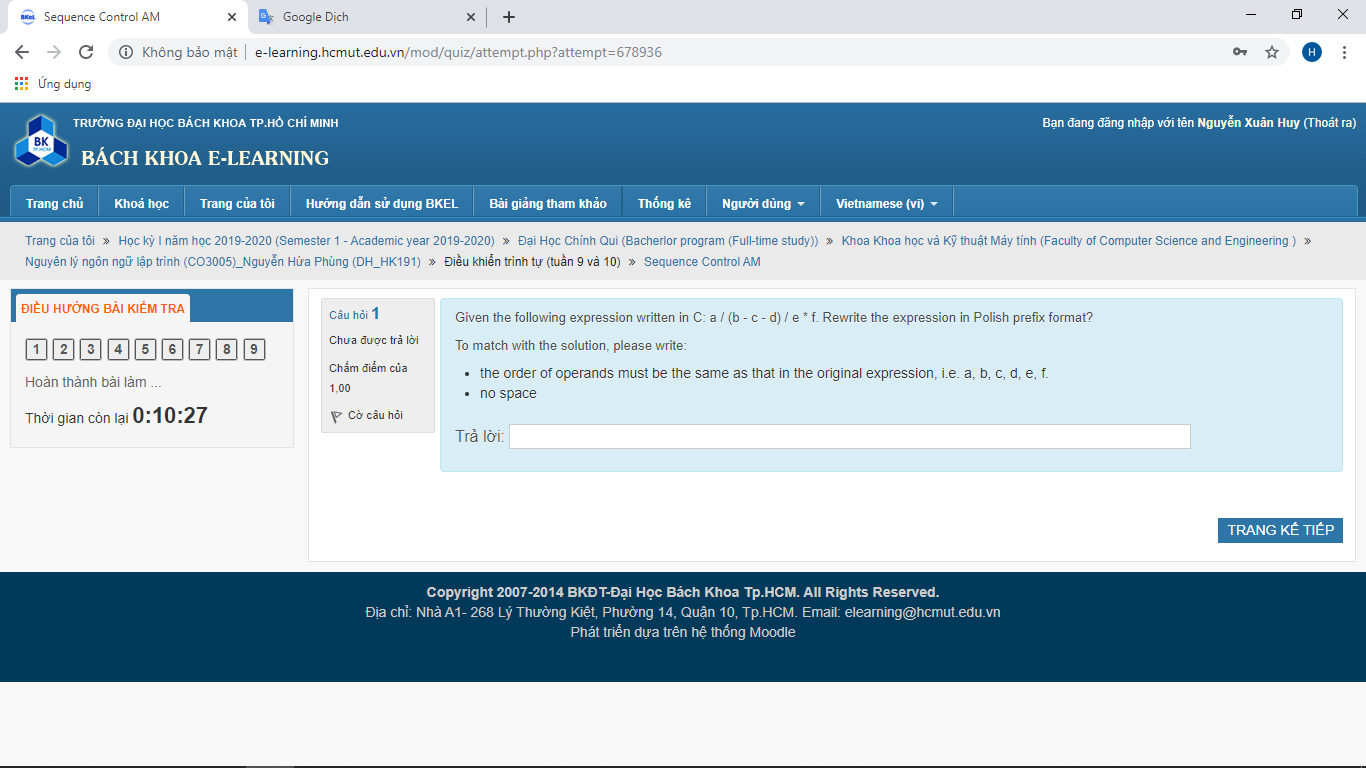 Sequence Control AM
Google Dịch
Không bảo mật
e-learning.hcmut.edu.vn/mod/quiz/attempt.php?attempt=678936
H
Ứng dụng
BK
TP.HCM
TRƯỜNG ĐẠI HỌC BÁCH KHOA TP.HỒ CHÍ MINH
BÁCH KHOA E-LEARNING
Bạn đang đăng nhập với tên Nguyễn Xuân Huy (Thoát ra)
Trang chủ Khoá học Trang của tôi Hướng dẫn sử dụng BKEL Bài giảng tham khảo Thống kê Người dùng Vietnamese (vi)
Trang của tôi » Học kỳ I năm học 2019-2020 (Semester 1 - Academic year 2019-2020) » Đại Học Chính Qui (Bacherlor program (Full-time study)) » Khoa Khoa học và Kỹ thuật Máy tính (Faculty of Computer Science and Engineering ) »
Nguyên lý ngôn ngữ lập trình (CO3005)_Nguyễn Hứa Phùng (DH_HK191) » Điều khiển trình tự (tuần 9 và 10) » Sequence Control AM
ĐIỀU HƯỚNG BÀI KIỂM TRA
1 2 3 4 5 6 7 8 9
Hoàn thành bài làm ...
Thời gian còn lại 0:10:27
Câu hỏi 1
Chưa được trả lời
Chấm điểm của
1,00
Cờ câu hỏi
Given the following expression written in C: a / (b - c - d) / e * f. Rewrite the expression in Polish prefix format?
To match with the solution, please write:
• the order of operands must be the same as that in the original expression, i.e. a, b, c, d, e, f.
• no space
Trả lời:
TRANG KẾ TIẾP
Copyright 2007-2014 BKĐT-Đại Học Bách Khoa Tp.HCM. All Rights Reserved.
Địa chỉ: Nhà A1- 268 Lý Thường Kiệt, Phường 14, Quận 10, Tp.HCM. Email: elearning@hcmut.edu.vn
Phát triển dựa trên hệ thống Moodle